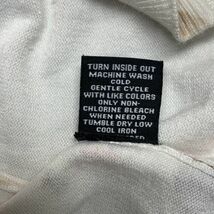 TURN INSIDE OUT
MACHINE WASH
COLD
GENTLE CYCLE
WITH LIKE COLORS
ONLY NON-
CHLORINE BLEACH
WHEN NEEDED
TUMBLE DRY LOW
COOL IRON